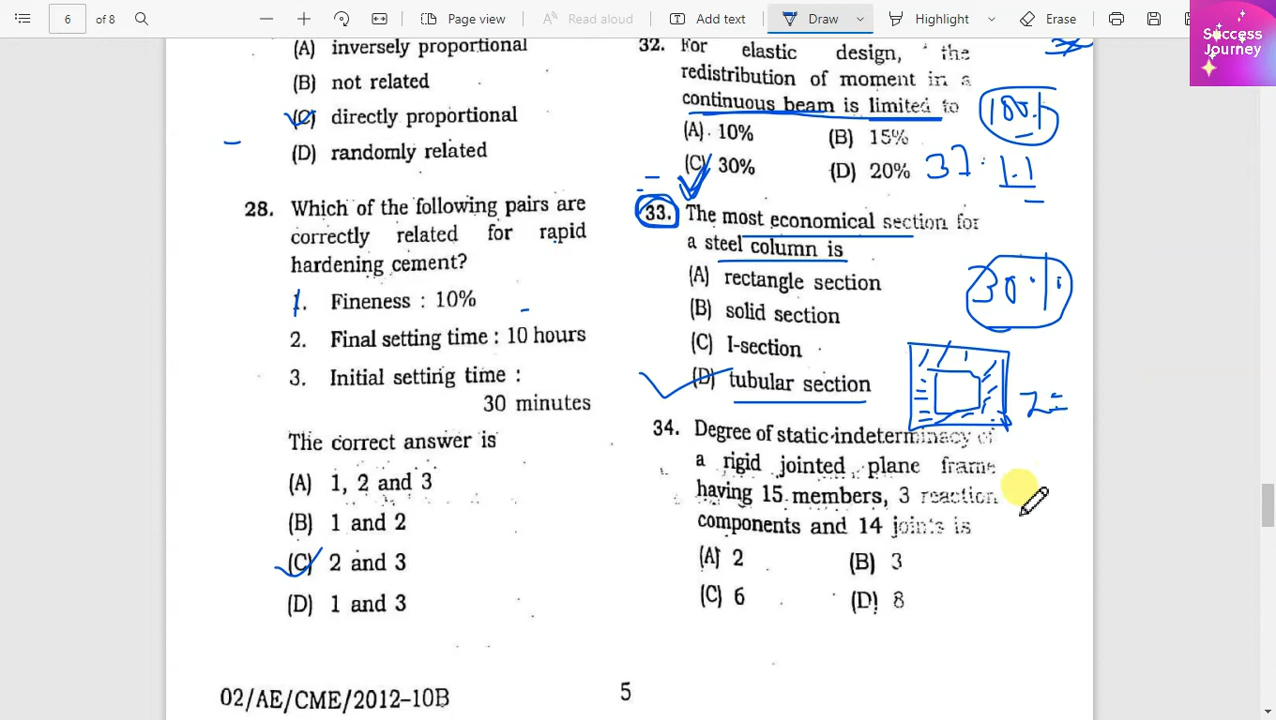 6
of 8
Page view
Read aloud
Add text
Draw
Highlight
Erase
Success
Journey
(A) inversely proportional
(B) not related
(C) directly proportional
(D) randomly related
28. Which of the following pairs are
correctly related for rapid
hardening cement?
1. Fineness : 10%
2. Final setting time : 10 hours
3. Initial setting time :
30 minutes
The correct answer is
(A) 1, 2 and 3
(B) 1 and 2
(C) 2 and 3
(D) 1 and 3
32. For elastic design, the
redistribution of moment in a
continuous beam is limited to
(A) 10%
(B) 15%
(C) 30%
(D) 20%
37. 1.1
33. The most economical section for
a steel column is
(A) rectangle section
(B) solid section
(C) I-section
(D) tubular section
30%
34. Degree of static indeterminacy of
a rigid jointed plane frame
having 15 members, 3 reaction
components and 14 joints is
(A) 2
(B) 3
(C) 6
(D) 8
02/AE/CME/2012-10B
5